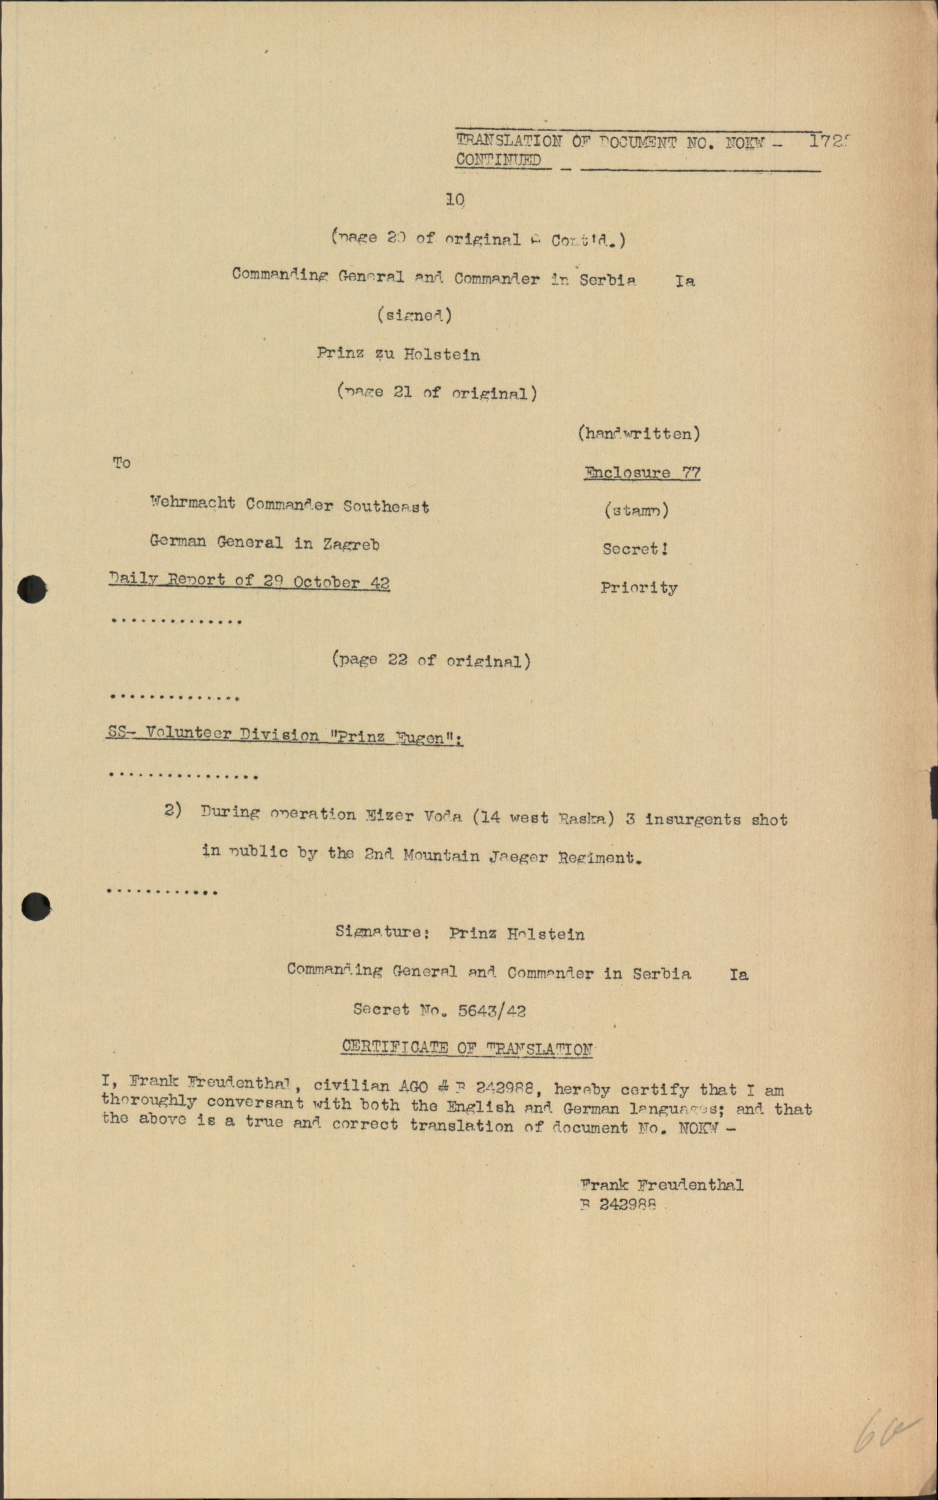 TRANSLATION OF DOCUMENT NO. NOKW - 172
CONTINUED
10
(page 20 of original - Cont'd.)
Commanding General and Commander in Serbia Ia
(signed)
Prinz zu Holstein
(page 21 of original)
(handwritten)
To
Enclosure 77
Wehrmacht Commander Southeast
(stamp)
German General in Zagreb
Secret!
Daily Report of 29 October 42
Priority
..............
(page 22 of original)
..............
SS- Volunteer Division "Prinz Eugen":
................
2) During operation Eizer Voda (14 west Raska) 3 insurgents shot
in public by the 2nd Mountain Jaeger Regiment.
............
Signature: Prinz Holstein
Commanding General and Commander in Serbia Ia
Secret No. 5643/42
CERTIFICATE OF TRANSLATION
I, Frank Freudenthal, civilian AGO # B 242988, hereby certify that I am
thoroughly conversant with both the English and German languages; and that
the above is a true and correct translation of document No. NOKW -
Frank Freudenthal
B 242988